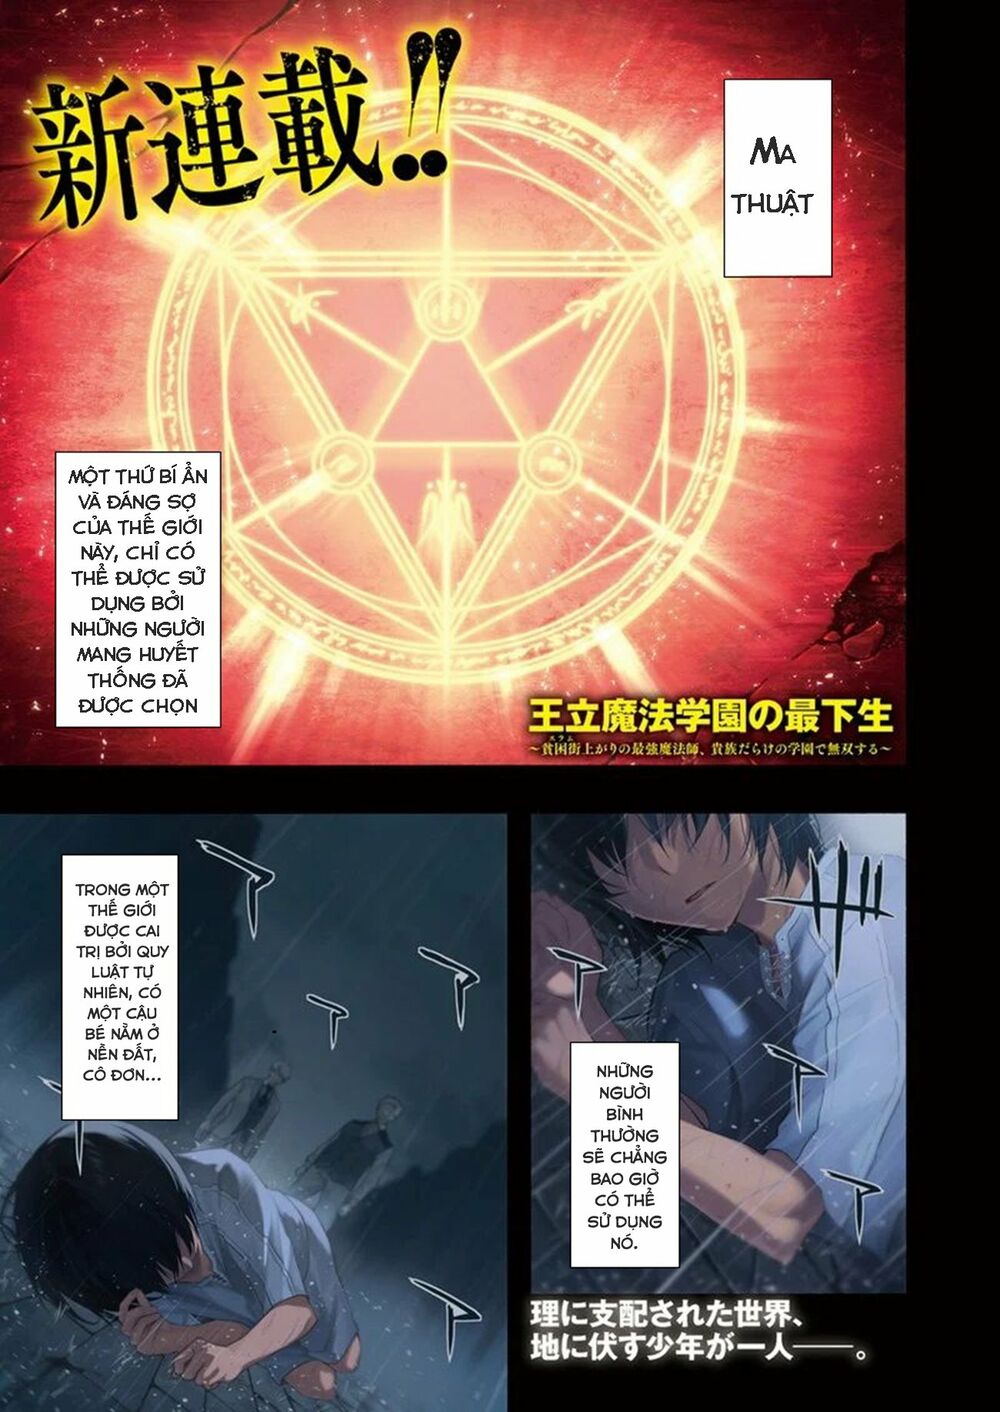 新連載!!
MA
THUẬT
MỘT THỨ BÍ ẨN
VÀ ĐÁNG SỢ
CỦA THẾ GIỚI
NÀY, CHỈ CÓ
THỂ ĐƯỢC SỬ
DỤNG BỞI
NHỮNG NGƯỜI
MANG HUYẾT
THỐNG ĐÃ
ĐƯỢC CHỌN
王立魔法学園の最下生
スラム
～貧困街上がりの最強魔法師、貴族だらけの学園で無双する～
NHỮNG
NGƯỜI
BÌNH
THƯỜNG
SẼ CHẲNG
BAO GIỜ
CÓ THỂ
SỬ DỤNG
NÓ.
TRONG MỘT
THẾ GIỚI
ĐƯỢC CAI
TRỊ BỞI QUY
LUẬT TỰ
NHIÊN, CÓ
MỘT CẬU
BÉ NẰM Ở
NỀN ĐẤT,
CÔ ĐƠN...
理に支配された世界、
地に伏す少年が一人――。